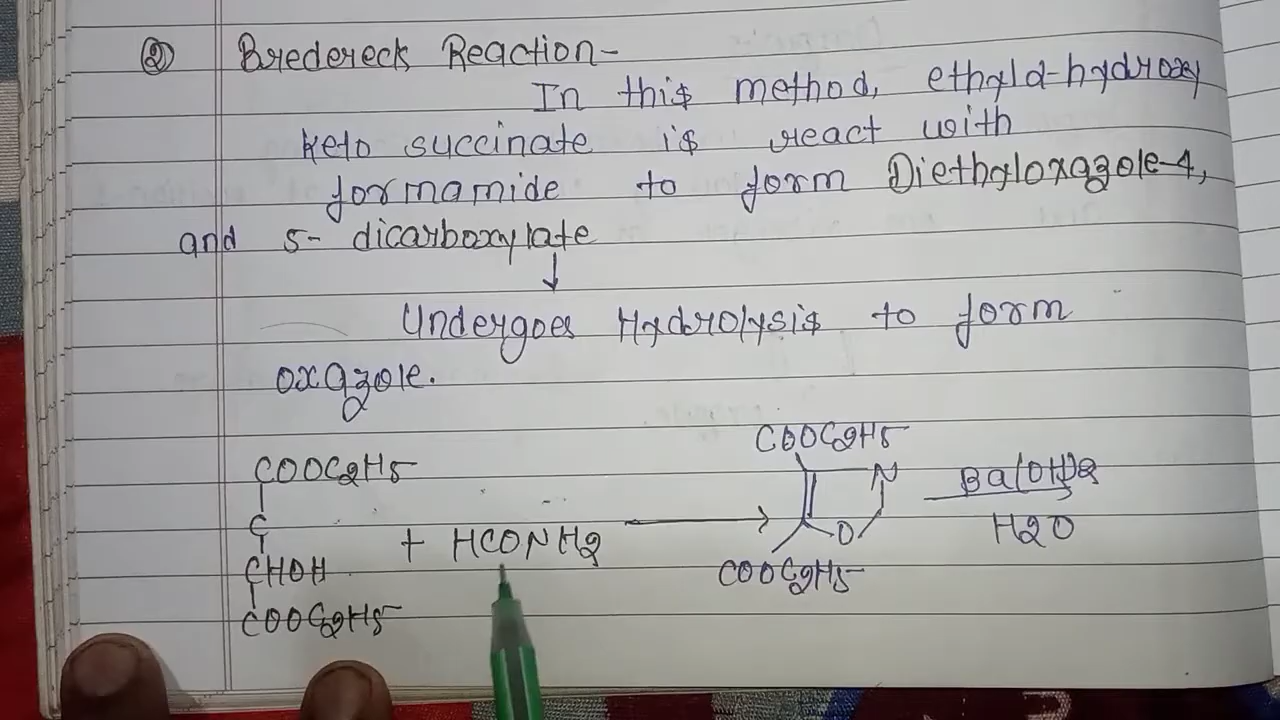 ② Bredereck Reaction-
In this method, ethyld-hydroxy
keto succinate is react with
formamide to form Diethyloxazole-4,
and 5- dicarboxylate
↓
Undergoes Hydrolysis to form
oxazole.
COOC2H5
C
CHOH
COOC2H5
+ HCONH2
COOC2H5
N
O
COOC2H5
Ba(OH)2
H2O